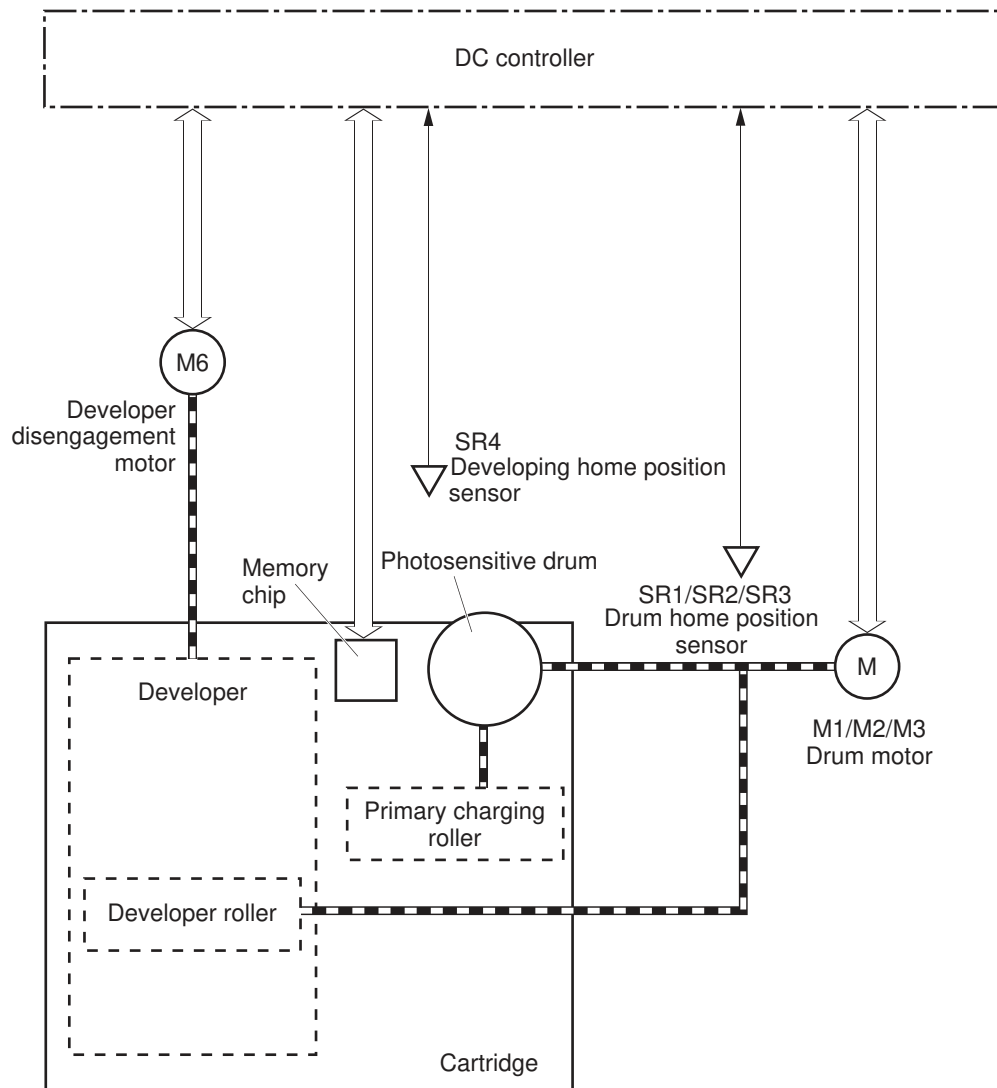 DC controller
M6
Developer
disengagement
motor
SR4
Developing home position
sensor
Memory
chip
Photosensitive drum
SR1/SR2/SR3
Drum home position
sensor
M
M1/M2/M3
Drum motor
Developer
Primary charging
roller
Developer roller
Cartridge